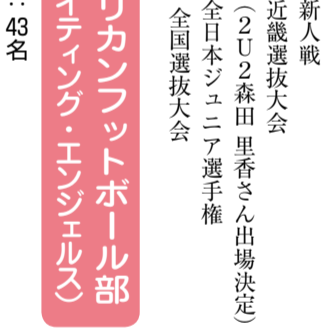 新人戦
近畿選抜大会
(2U2森田 里香さん出場決定)
全日本ジュニア選手権
全国選抜大会
リカンフットボール部
イティング・エンジェルス)
:43名